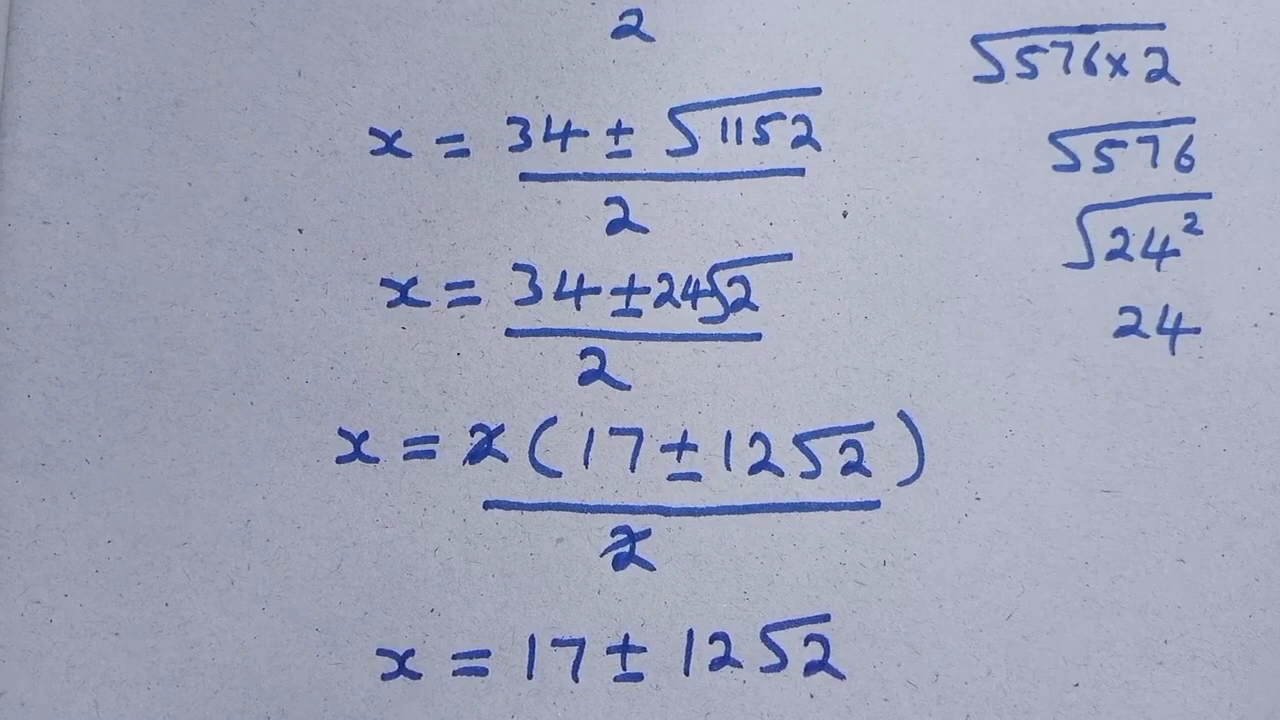 2
x = 34 ± √1152
2
x = 34 ± 24√2
2
x = 2(17 ± 12√2)
2
x = 17 ± 12√2
√576×2
√576
√24²
24